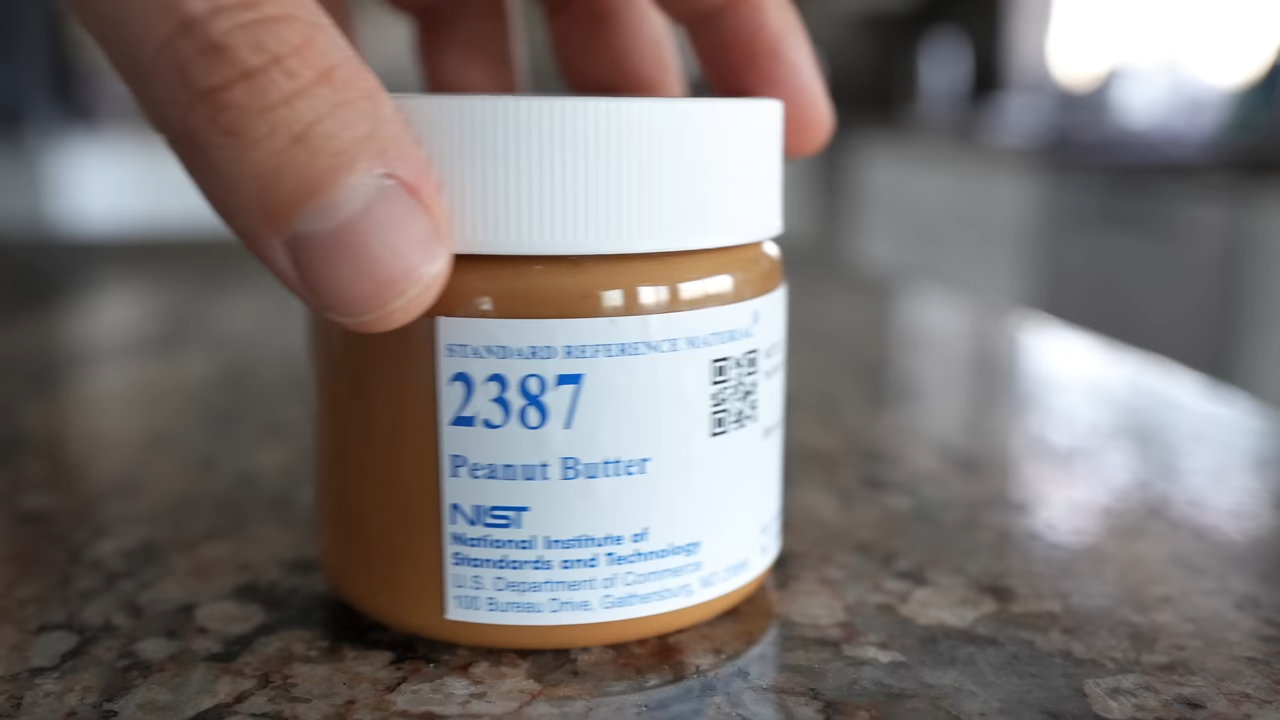 STANDARD REFERENCE MATERIAL®
2387
Peanut Butter
NIST
National Institute of
Standards and Technology
U.S. Department of Commerce
100 Bureau Drive, Gaithersburg, MD